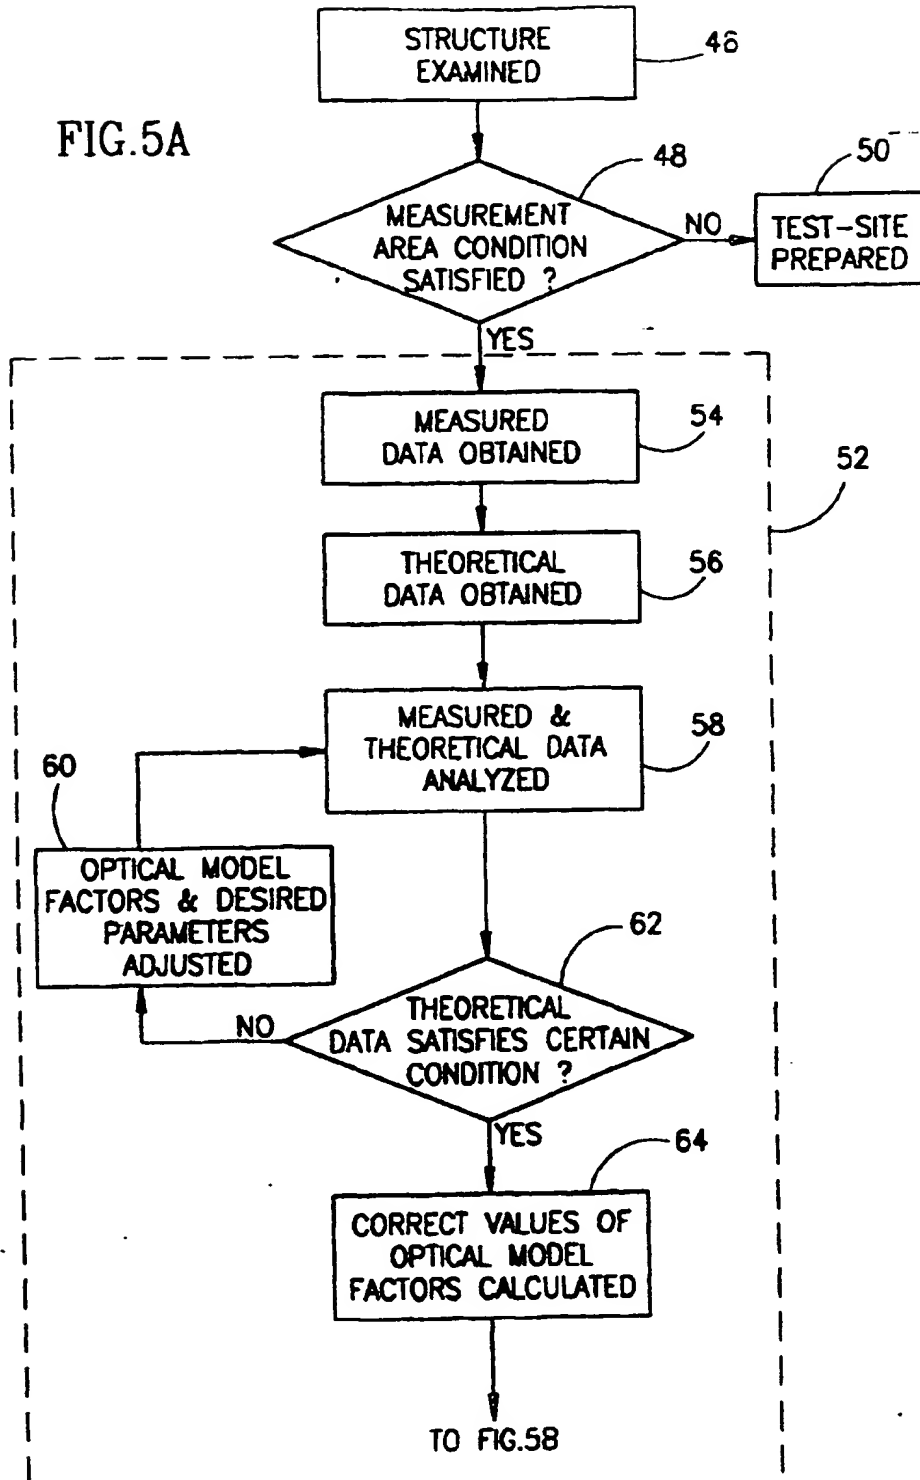 STRUCTURE
EXAMINED
46
FIG.5A
48
MEASUREMENT
AREA CONDITION
SATISFIED ?
NO
50
TEST-SITE
PREPARED
YES
MEASURED
DATA OBTAINED
54
52
THEORETICAL
DATA OBTAINED
56
MEASURED &
THEORETICAL DATA
ANALYZED
58
60
OPTICAL MODEL
FACTORS & DESIRED
PARAMETERS
ADJUSTED
62
THEORETICAL
DATA SATISFIES CERTAIN
CONDITION ?
NO
YES
64
CORRECT VALUES OF
OPTICAL MODEL
FACTORS CALCULATED
TO FIG.5B